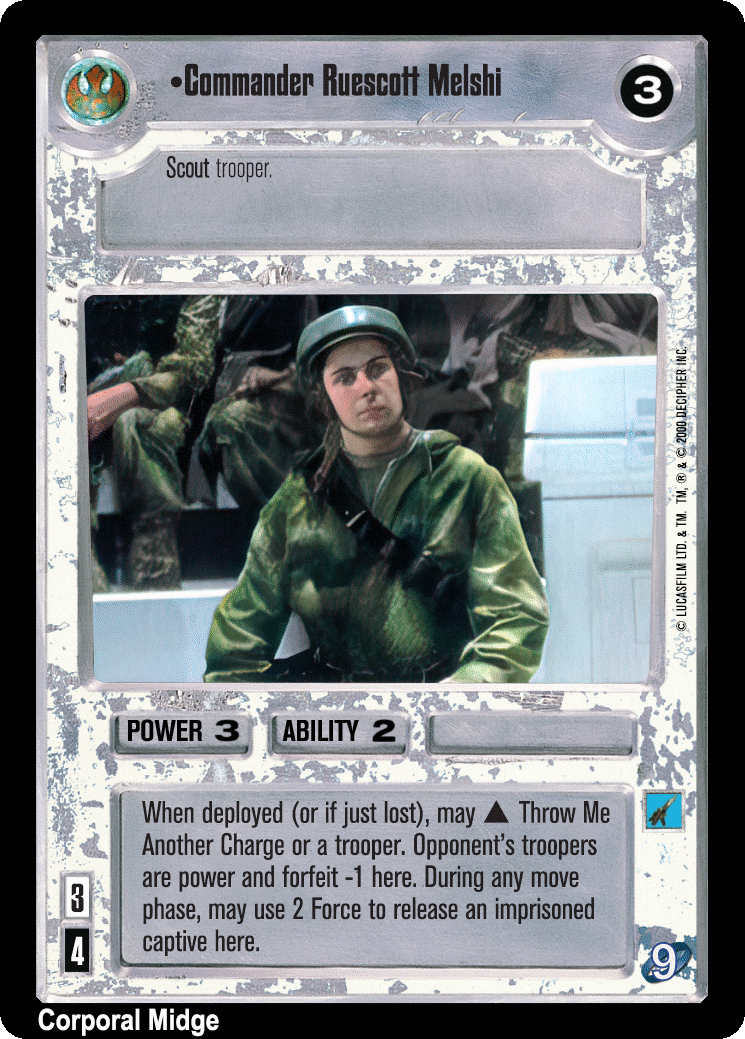 •Commander Ruescott Melshi
3
Scout trooper.
© LUCASFILM LTD. & TM. TM, ® & © 2000 DECIPHER INC.
POWER 3
ABILITY 2
When deployed (or if just lost), may ▲ Throw Me
Another Charge or a trooper. Opponent's troopers
are power and forfeit -1 here. During any move
phase, may use 2 Force to release an imprisoned
captive here.
3
4
9
Corporal Midge